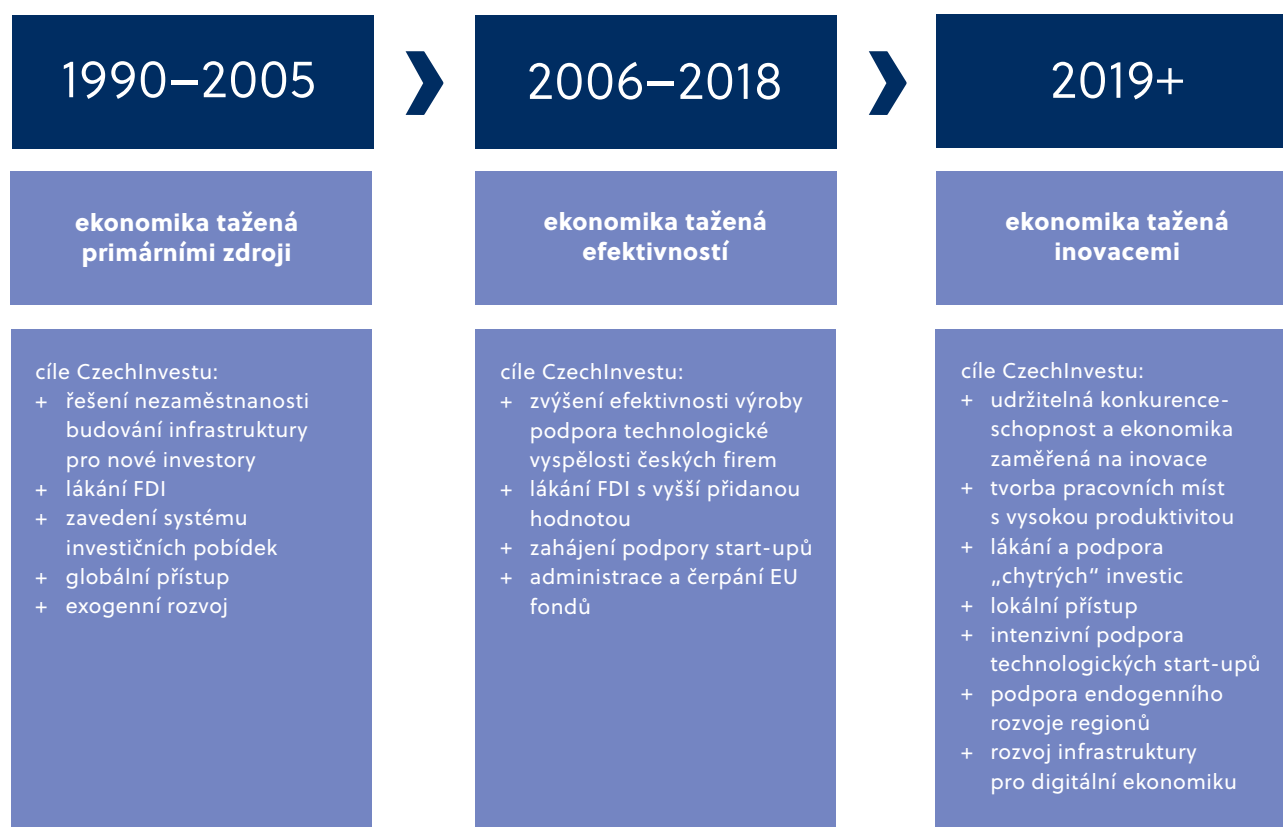 1990–2005
ekonomika tažená
primárními zdroji
cíle CzechInvestu:
+ řešení nezaměstnanosti
budování infrastruktury
pro nové investory
+ lákání FDI
+ zavedení systému
investičních pobídek
+ globální přístup
+ exogenní rozvoj
2006–2018
ekonomika tažená
efektivností
cíle CzechInvestu:
+ zvýšení efektivnosti výroby
podpora technologické
vyspělosti českých firem
+ lákání FDI s vyšší přidanou
hodnotou
+ zahájení podpory start-upů
+ administrace a čerpání EU
fondů
2019+
ekonomika tažená
inovacemi
cíle CzechInvestu:
+ udržitelná konkurence-
schopnost a ekonomika
zaměřená na inovace
+ tvorba pracovních míst
s vysokou produktivitou
+ lákání a podpora
„chytrých“ investic
+ lokální přístup
+ intenzivní podpora
technologických start-upů
+ podpora endogenního
rozvoje regionů
+ rozvoj infrastruktury
pro digitální ekonomiku